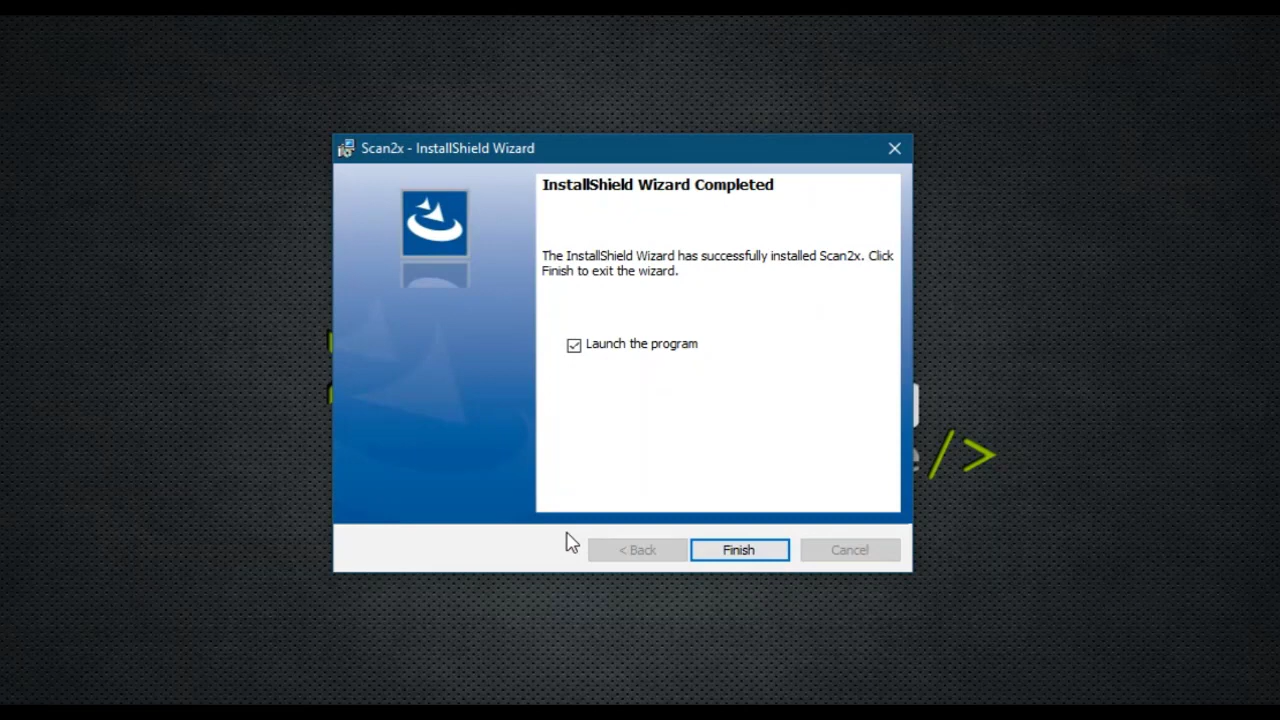 Scan2x - InstallShield Wizard
InstallShield Wizard Completed
The InstallShield Wizard has successfully installed Scan2x. Click
Finish to exit the wizard.
Launch the program
/>
< Back
Finish
Cancel